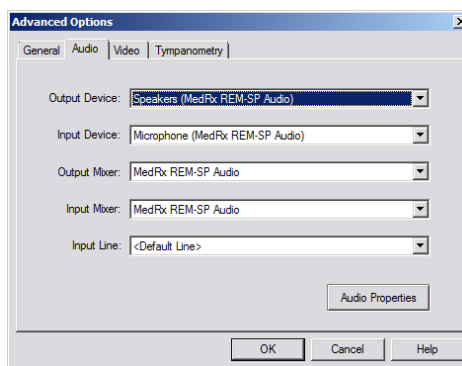 Advanced Options
General Audio Video Tympanometry
Output Device: Speakers (MedRx REM-SP Audio)
Input Device: Microphone (MedRx REM-SP Audio)
Output Mixer: MedRx REM-SP Audio
Input Mixer: MedRx REM-SP Audio
Input Line: <Default Line>
Audio Properties
OK Cancel Help